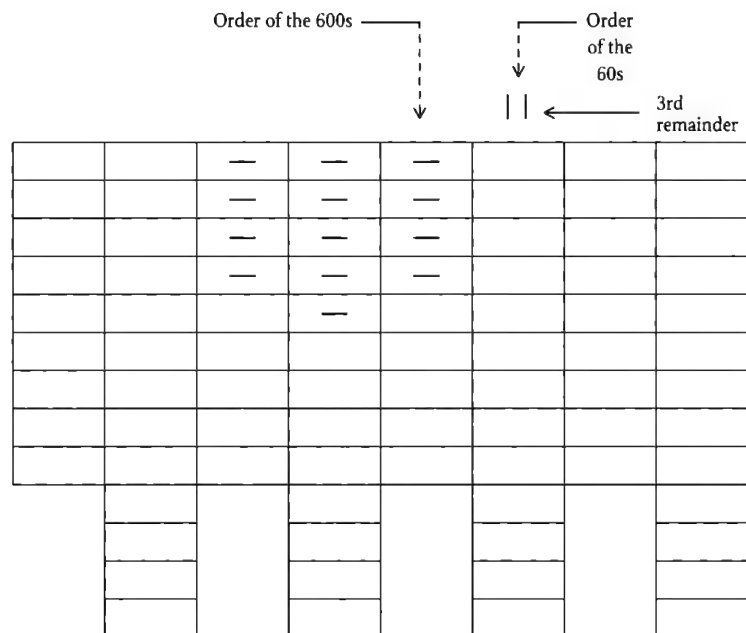 Order of the 600s
Order
of the
60s
3rd
remainder